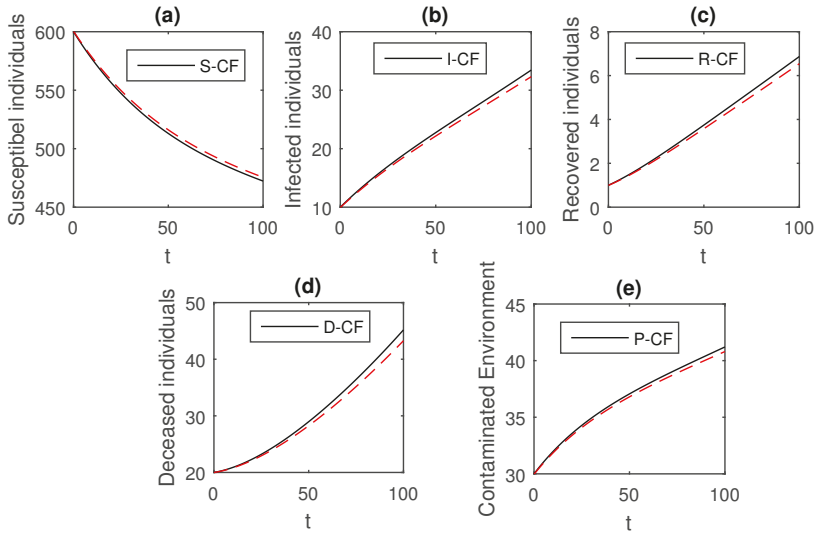 (a)
600
550
500
450
Susceptibel individuals
S-CF
0
50
100
t
(b)
40
30
20
10
Infected individuals
I-CF
0
50
100
t
(c)
8
6
4
2
0
Recovered individuals
R-CF
0
50
100
t
(d)
50
40
30
20
Deceased individuals
D-CF
0
50
100
t
(e)
45
40
35
30
Contaminated Environment
P-CF
0
50
100
t